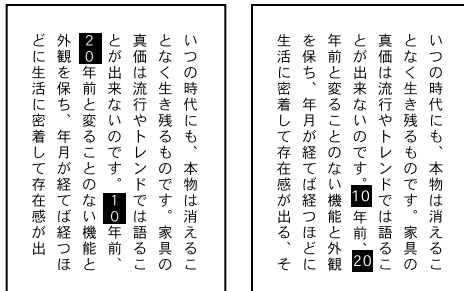 いつの時代にも、本物は消えるこ
となく生き残るものです。家具の
真価は流行やトレンドでは語るこ
とが出来ないのです。10年前、
20年前と変ることのない機能と
外観を保ち、年月が経てば経つほ
どに生活に密着して存在感が出
いつの時代にも、本物は消えるこ
となく生き残るものです。家具の
真価は流行やトレンドでは語るこ
とが出来ないのです。10年前、20
年前と変ることのない機能と外観
を保ち、年月が経てば経つほどに
生活に密着して存在感が出る、そ